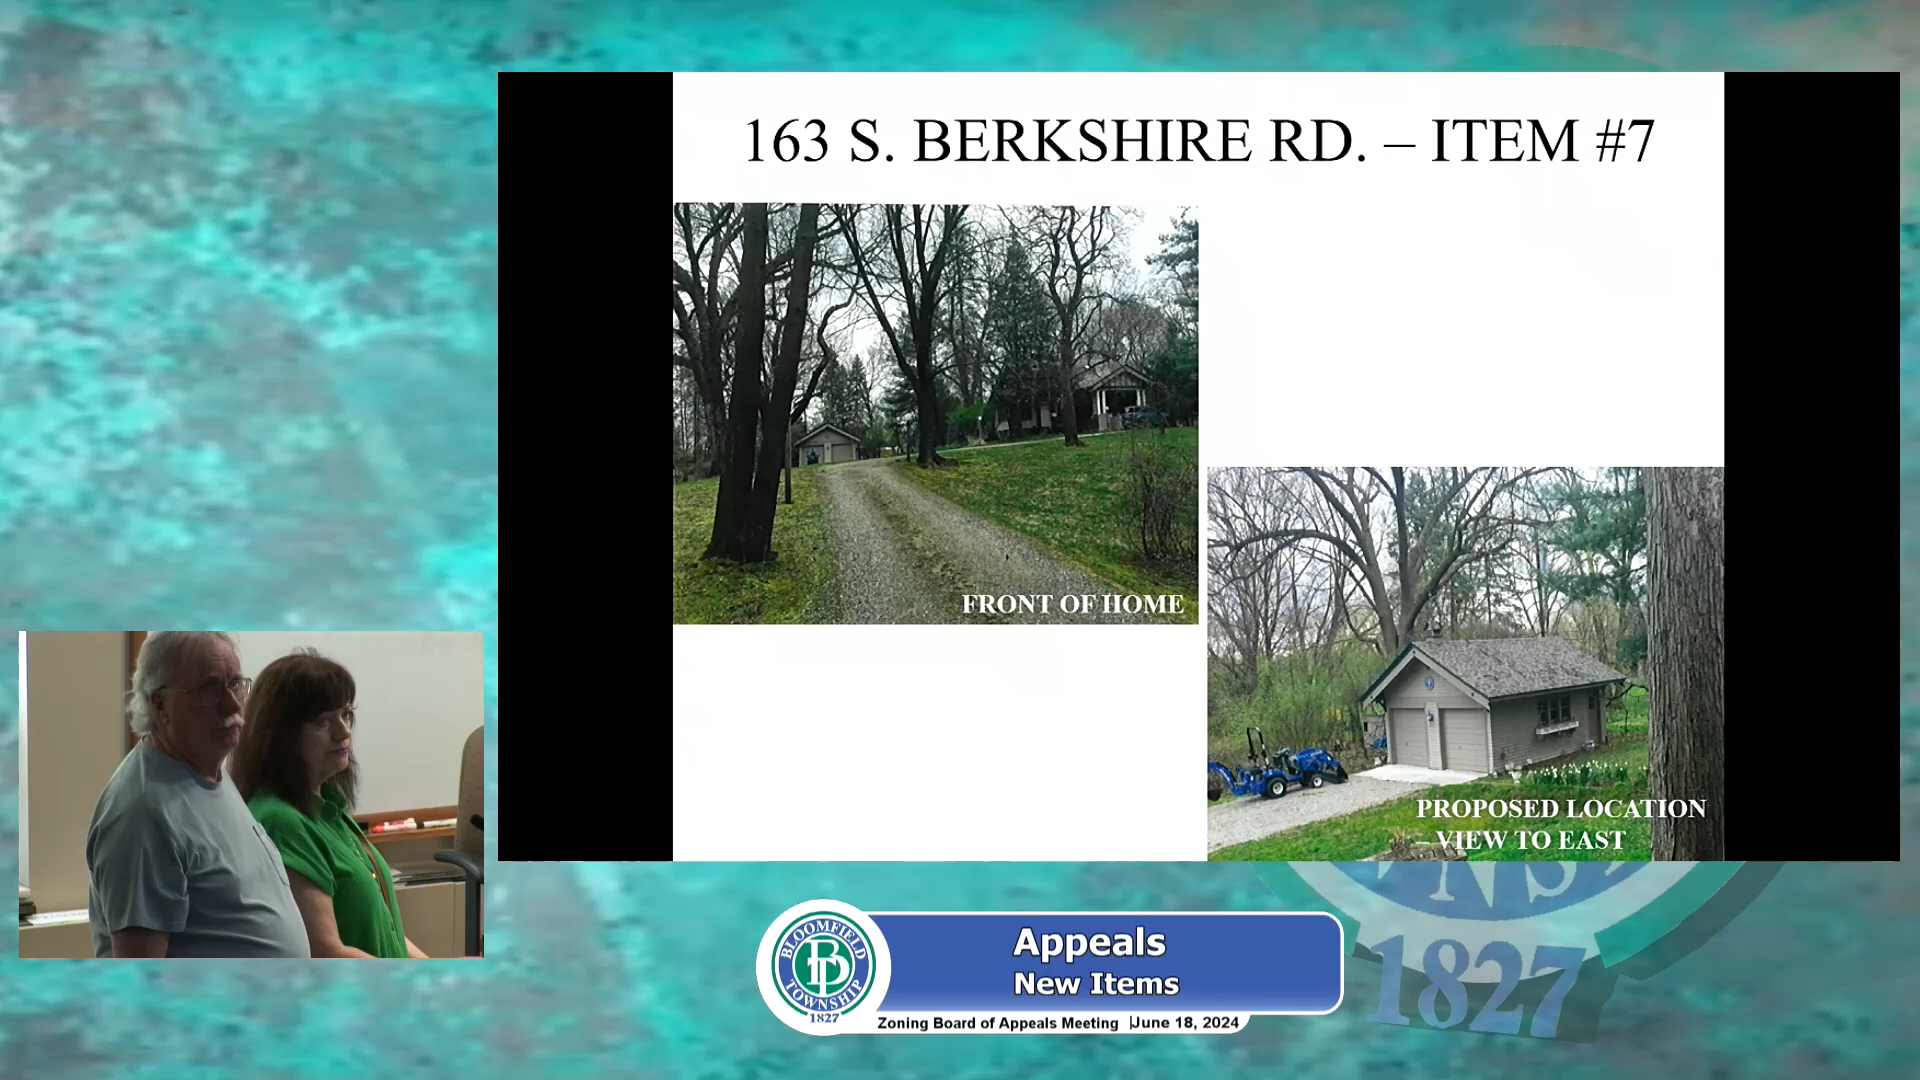 163 S. BERKSHIRE RD. – ITEM #7
FRONT OF HOME
PROPOSED LOCATION
– VIEW TO EAST
BLOOMFIELD
BT
TOWNSHIP
1827
Appeals
New Items
Zoning Board of Appeals Meeting | June 18, 2024
1827